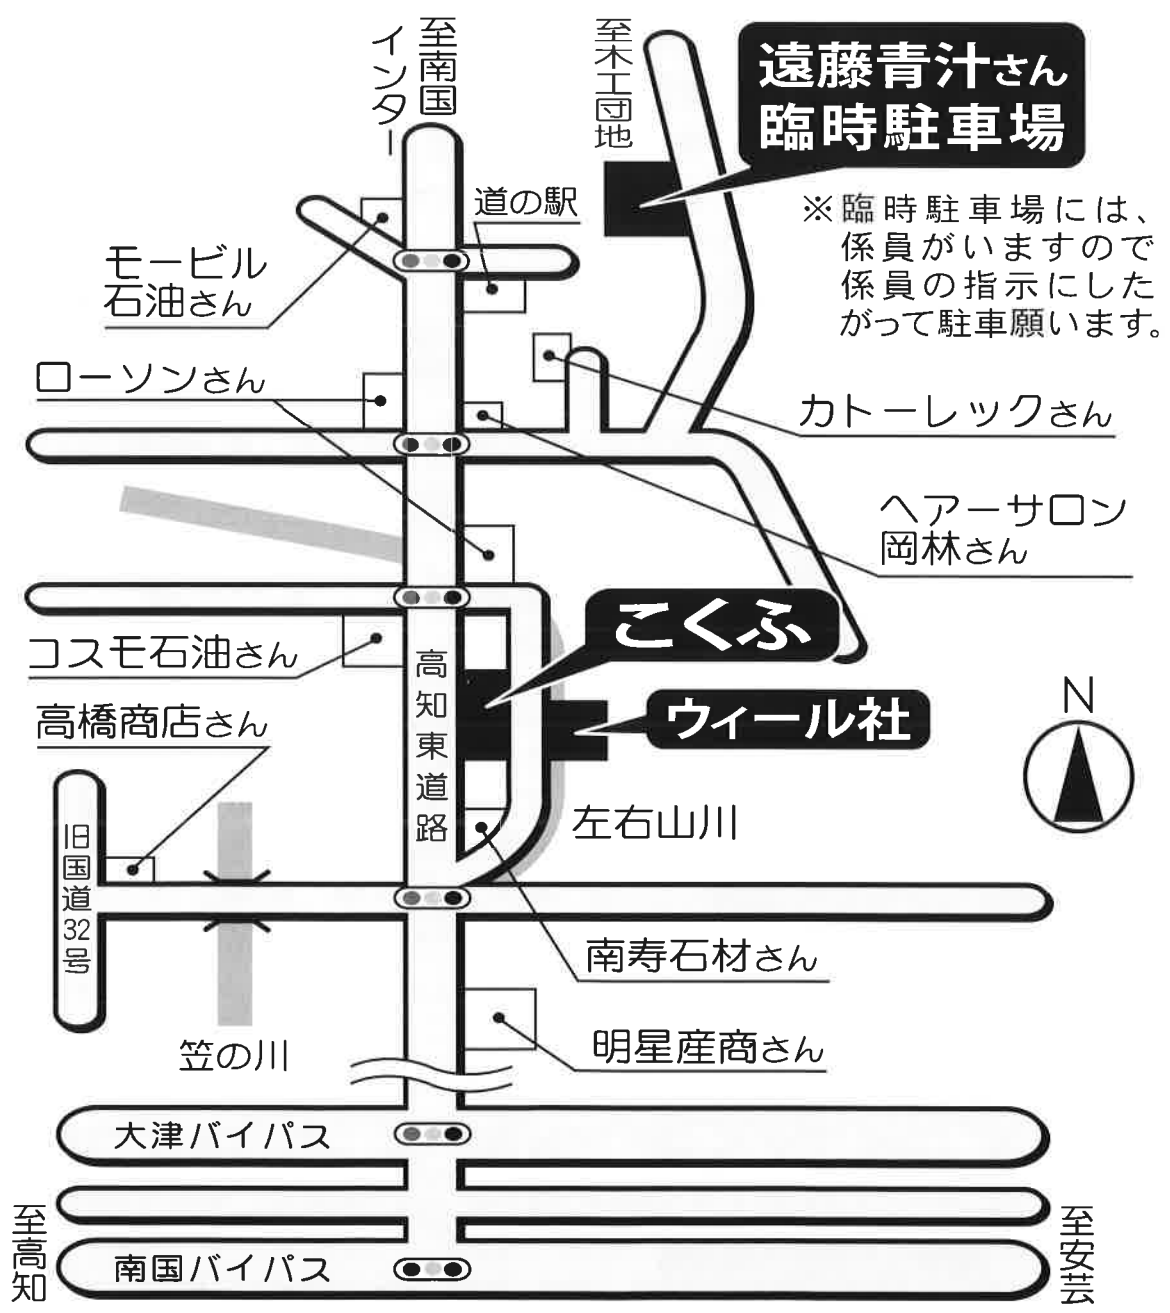 至南国
インター
至木工団地
遠藤青汁さん
臨時駐車場
※臨時駐車場には、
係員がいますので
係員の指示にした
がって駐車願います。
道の駅
モービル
石油さん
ローソンさん
カトーレックさん
ヘアーサロン
岡林さん
こくふ
コスモ石油さん
高知東道路
ウィール社
N
高橋商店さん
左右山川
旧国道32号
南寿石材さん
笠の川
明星産商さん
大津バイパス
至高知
至安芸
南国バイパス